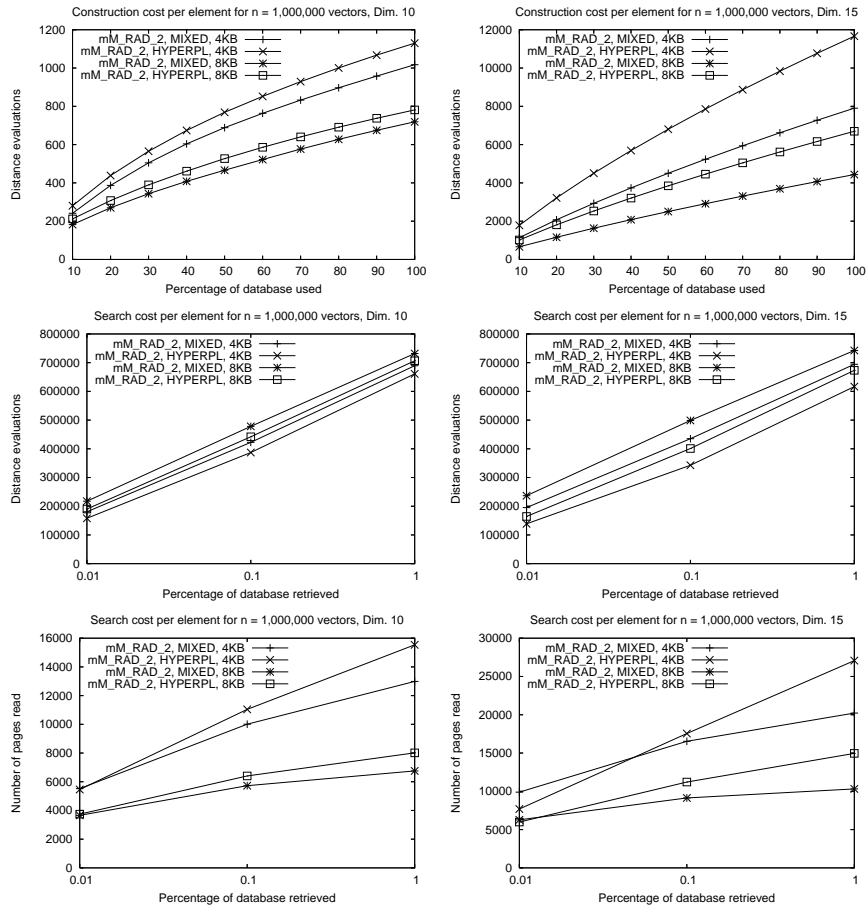 Construction cost per element for n = 1,000,000 vectors, Dim. 10
1200
1000
800
600
400
200
0
Distance evaluations
mM_RAD_2, MIXED, 4KB
mM_RAD_2, HYPERPL, 4KB
mM_RAD_2, MIXED, 8KB
mM_RAD_2, HYPERPL, 8KB
10 20 30 40 50 60 70 80 90 100
Percentage of database used
Construction cost per element for n = 1,000,000 vectors, Dim. 15
12000
10000
8000
6000
4000
2000
0
Distance evaluations
mM_RAD_2, MIXED, 4KB
mM_RAD_2, HYPERPL, 4KB
mM_RAD_2, MIXED, 8KB
mM_RAD_2, HYPERPL, 8KB
10 20 30 40 50 60 70 80 90 100
Percentage of database used
Search cost per element for n = 1,000,000 vectors, Dim. 10
800000
700000
600000
500000
400000
300000
200000
100000
0
Distance evaluations
mM_RAD_2, MIXED, 4KB
mM_RAD_2, HYPERPL, 4KB
mM_RAD_2, MIXED, 8KB
mM_RAD_2, HYPERPL, 8KB
0.01 0.1 1
Percentage of database retrieved
Search cost per element for n = 1,000,000 vectors, Dim. 15
800000
700000
600000
500000
400000
300000
200000
100000
0
Distance evaluations
mM_RAD_2, MIXED, 4KB
mM_RAD_2, HYPERPL, 4KB
mM_RAD_2, MIXED, 8KB
mM_RAD_2, HYPERPL, 8KB
0.01 0.1 1
Percentage of database retrieved
Search cost per element for n = 1,000,000 vectors, Dim. 10
16000
14000
12000
10000
8000
6000
4000
2000
0
Number of pages read
mM_RAD_2, MIXED, 4KB
mM_RAD_2, HYPERPL, 4KB
mM_RAD_2, MIXED, 8KB
mM_RAD_2, HYPERPL, 8KB
0.01 0.1 1
Percentage of database retrieved
Search cost per element for n = 1,000,000 vectors, Dim. 15
30000
25000
20000
15000
10000
5000
0
Number of pages read
mM_RAD_2, MIXED, 4KB
mM_RAD_2, HYPERPL, 4KB
mM_RAD_2, MIXED, 8KB
mM_RAD_2, HYPERPL, 8KB
0.01 0.1 1
Percentage of database retrieved